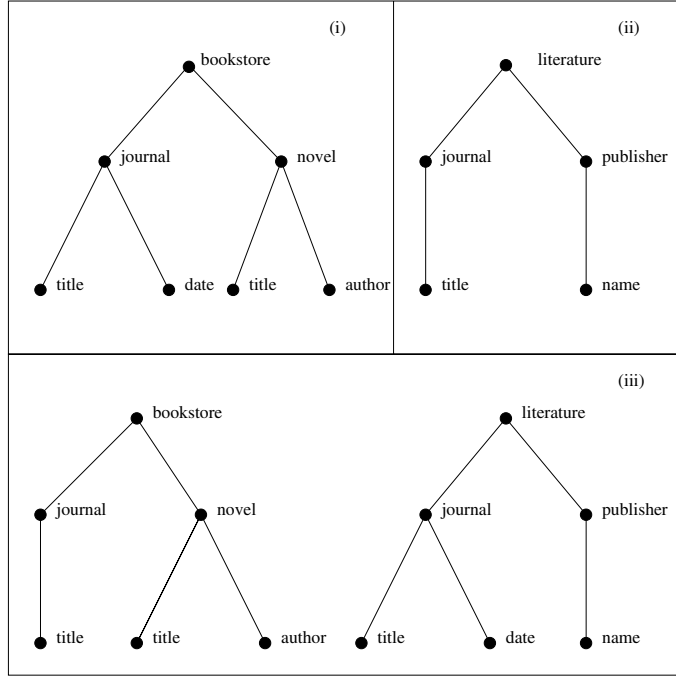 (i)
bookstore
journal
novel
title
date
title
author
(ii)
literature
journal
publisher
title
name
(iii)
bookstore
literature
journal
novel
journal
publisher
title
title
author
title
date
name